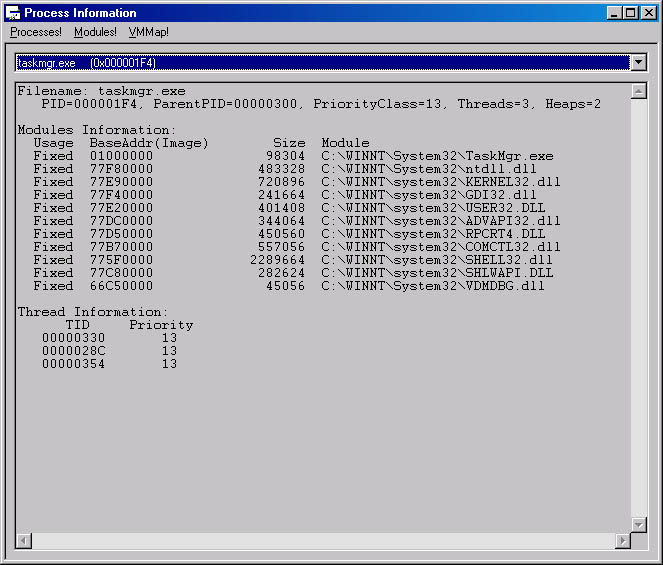 Process Information
Processes! Modules! VMMap!
taskmgr.exe (0x000001F4)
Filename: taskmgr.exe
PID=000001F4, ParentPID=00000300, PriorityClass=13, Threads=3, Heaps=2
Modules Information:
Usage BaseAddr(Image) Size Module
Fixed 01000000 98304 C:\WINNT\System32\TaskMgr.exe
Fixed 77F80000 483328 C:\WINNT\System32\ntdll.dll
Fixed 77E90000 720896 C:\WINNT\system32\KERNEL32.dll
Fixed 77F40000 241664 C:\WINNT\system32\GDI32.dll
Fixed 77E20000 401408 C:\WINNT\system32\USER32.DLL
Fixed 77DC0000 344064 C:\WINNT\system32\ADVAPI32.dll
Fixed 77D50000 450560 C:\WINNT\system32\RPCRT4.DLL
Fixed 77B70000 557056 C:\WINNT\system32\COMCTL32.dll
Fixed 775F0000 2289664 C:\WINNT\system32\SHELL32.dll
Fixed 77C80000 282624 C:\WINNT\system32\SHLWAPI.DLL
Fixed 66C50000 45056 C:\WINNT\System32\VDMDBG.dll
Thread Information:
TID Priority
00000330 13
0000028C 13
00000354 13